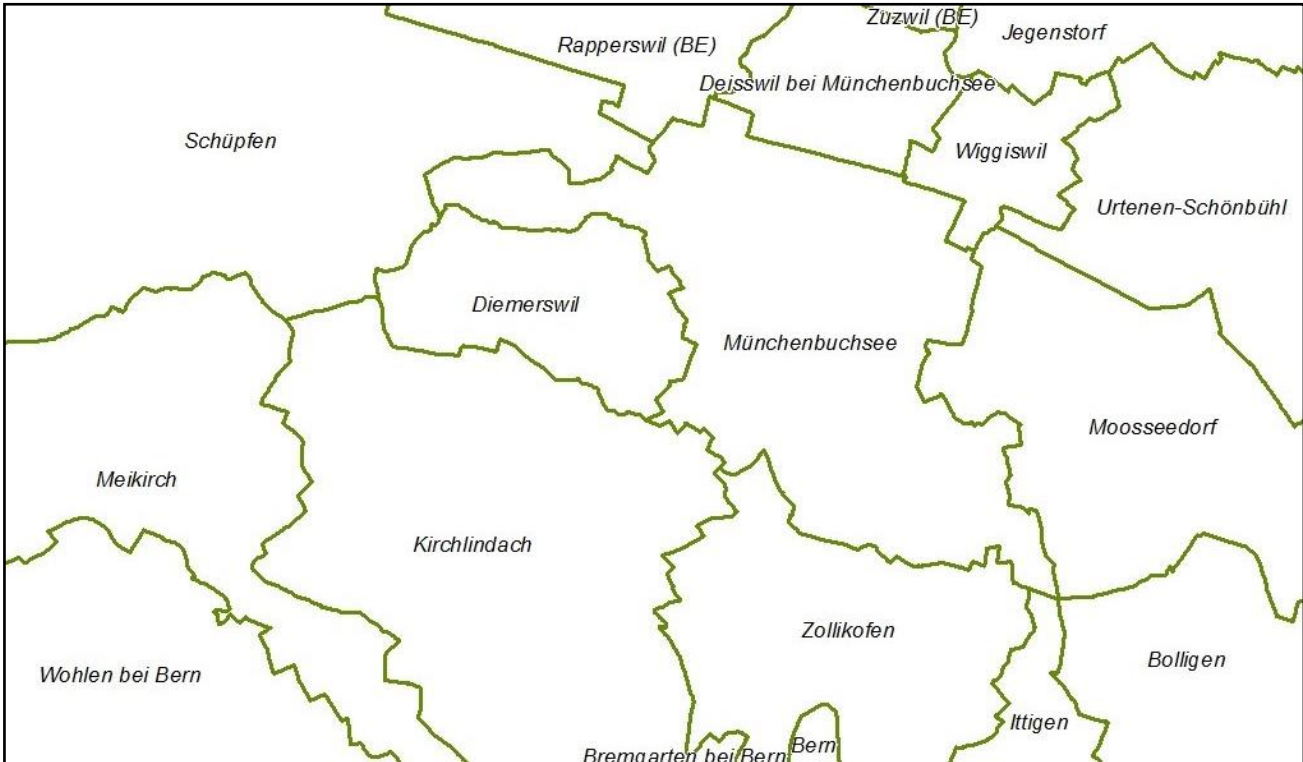 Zuzwil (BE)
Jegenstorf
Rapperswil (BE)
Deisswil bei Münchenbuchsee
Schüpfen
Wiggiswil
Urtenen-Schönbühl
Diemerswil
Münchenbuchsee
Moosseedorf
Meikirch
Kirchlindach
Zollikofen
Bolligen
Wohlen bei Bern
Ittigen
Bern
Bremgarten bei Bern